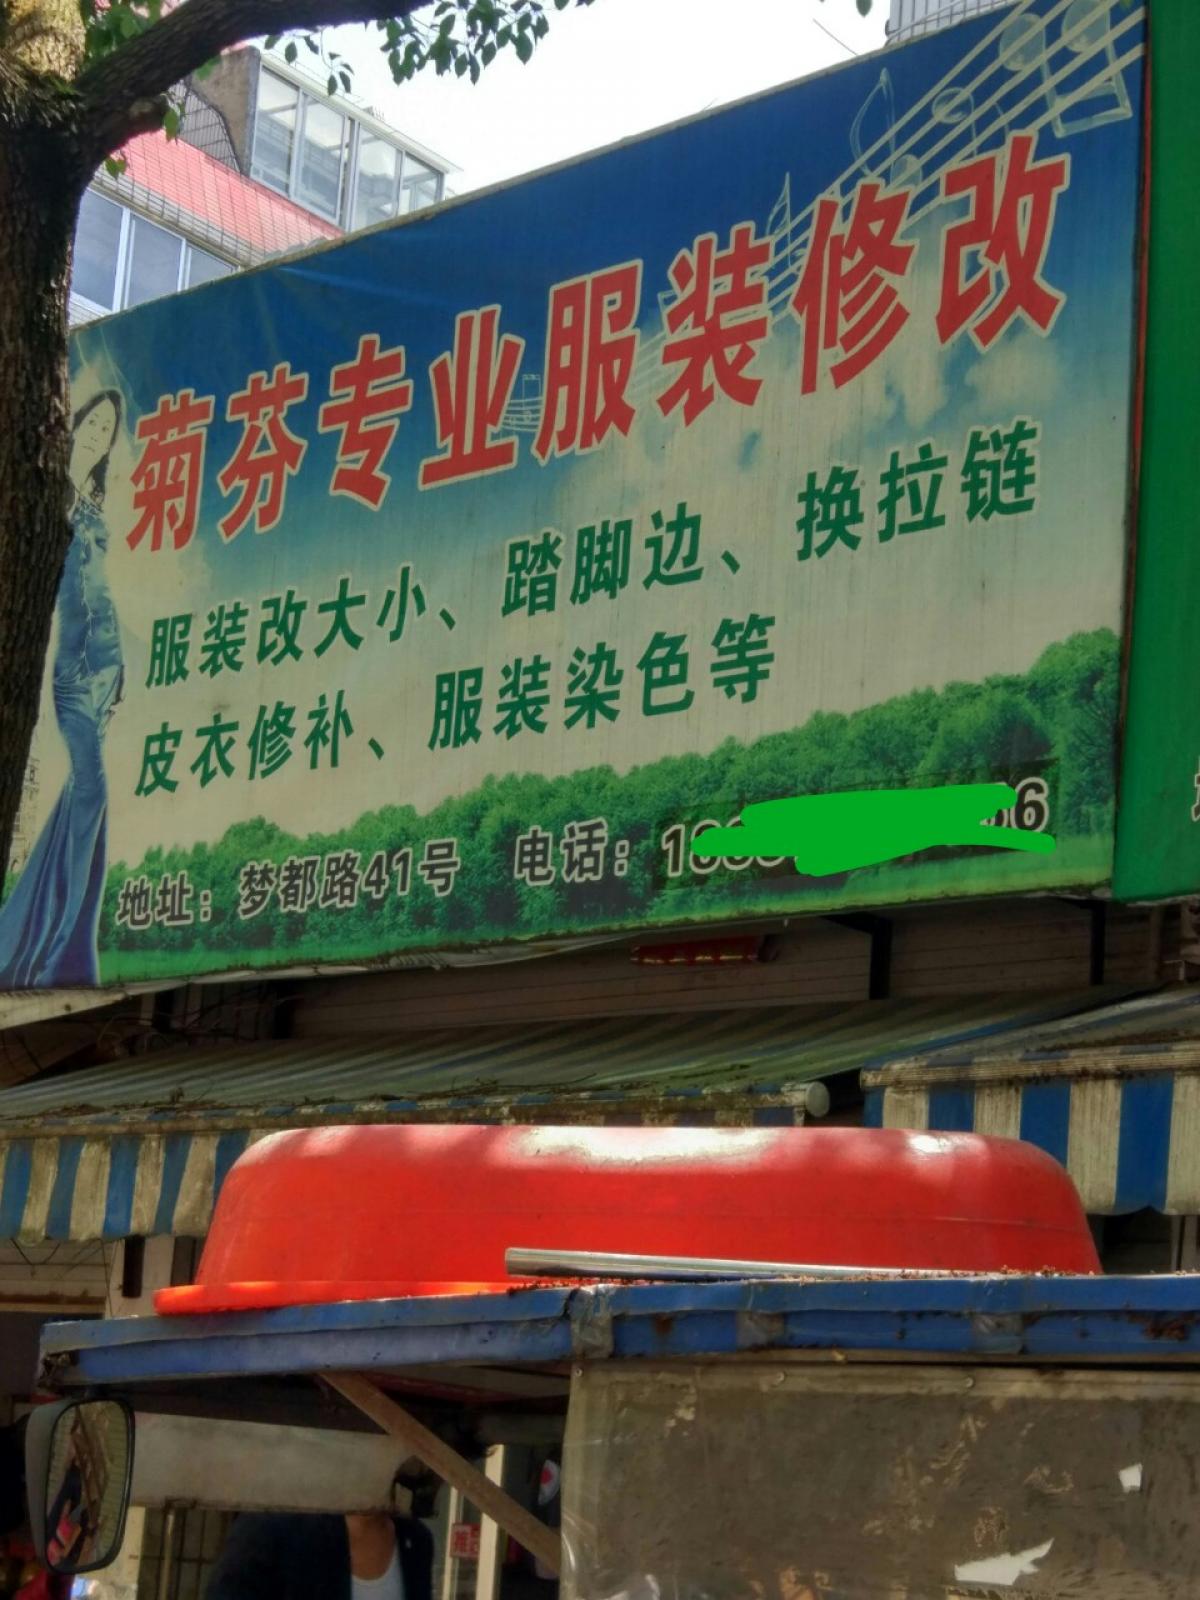 菊芬专业服装修改
服装改大小、踏脚边、换拉链
皮衣修补、服装染色等
地址：梦都路41号 电话：